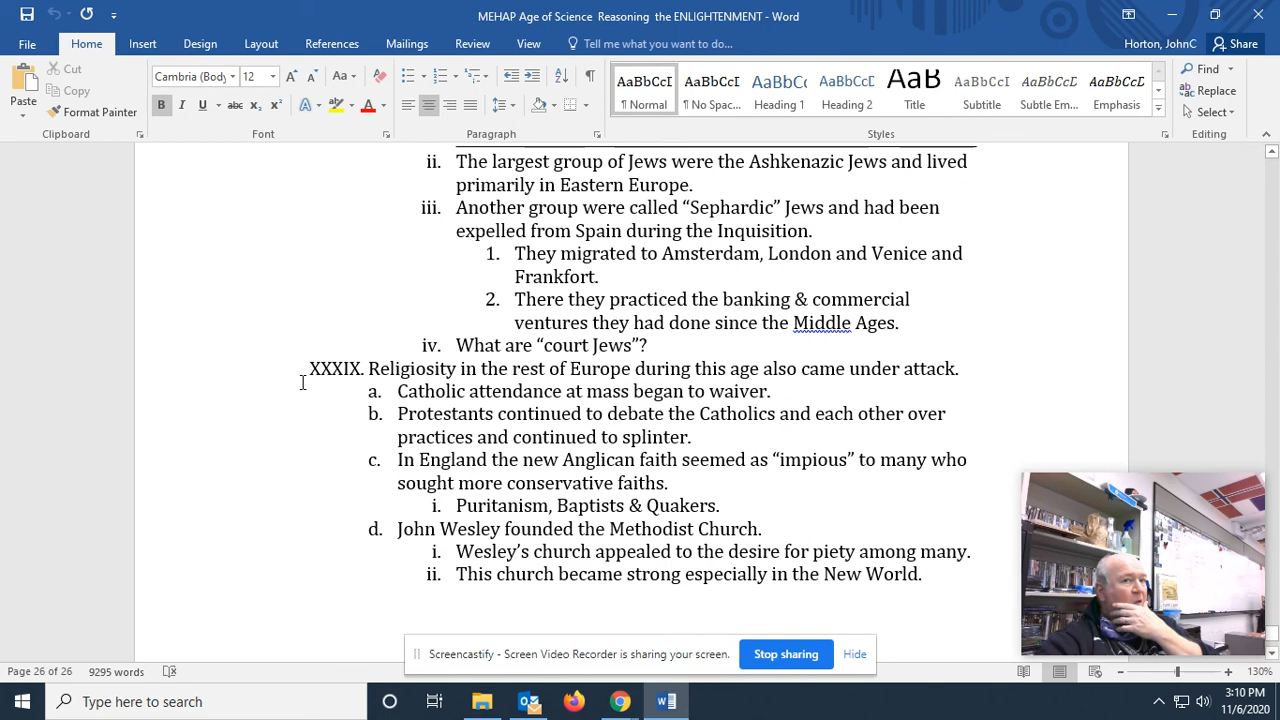 MEHAP Age of Science Reasoning the ENLIGHTENMENT - Word
File Home Insert Design Layout References Mailings Review View Tell me what you want to do... Horton, JohnC Share
Paste Cut Copy Format Painter
Cambria (Body 12 Aa
B I U abc X₂ X² A A
AaBbCcI AaBbCcI AaBbCc AaBbCcI AaB AaBbCcI AaBbCcI AaBbCcI
¶ Normal ¶ No Spac... Heading 1 Heading 2 Title Subtitle Subtle Em... Emphasis
Find Replace Select
Clipboard Font Paragraph Styles Editing
ii. The largest group of Jews were the Ashkenazic Jews and lived
primarily in Eastern Europe.
iii. Another group were called “Sephardic” Jews and had been
expelled from Spain during the Inquisition.
1. They migrated to Amsterdam, London and Venice and
Frankfort.
2. There they practiced the banking & commercial
ventures they had done since the Middle Ages.
iv. What are “court Jews”?
XXXIX. Religiosity in the rest of Europe during this age also came under attack.
a. Catholic attendance at mass began to waiver.
b. Protestants continued to debate the Catholics and each other over
practices and continued to splinter.
c. In England the new Anglican faith seemed as “impious” to many who
sought more conservative faiths.
i. Puritanism, Baptists & Quakers.
d. John Wesley founded the Methodist Church.
i. Wesley’s church appealed to the desire for piety among many.
ii. This church became strong especially in the New World.
Screencastify - Screen Video Recorder is sharing your screen. Stop sharing Hide
Page 26 of 26 9295 words 130%
Type here to search
3:10 PM
11/6/2020